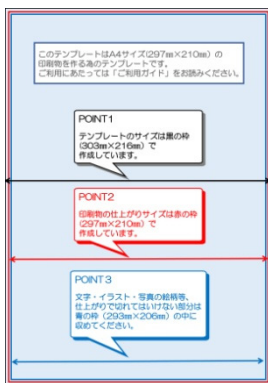 このテンプレートはA4サイズ(297㎜×210㎜)の
印刷物を作る為のテンプレートです。
ご利用にあたっては「ご利用ガイド」をお読みください。
POINT1
テンプレートのサイズは黒の枠
(303㎜×216㎜)で
作成しています。
POINT2
印刷物の仕上がりサイズは赤の枠
(297㎜×210㎜)で
作成しています。
POINT3
文字・イラスト・写真の絵柄等、
仕上がりで切れてはいけない部分は
青の枠(293㎜×206㎜)の中に
収めてください。